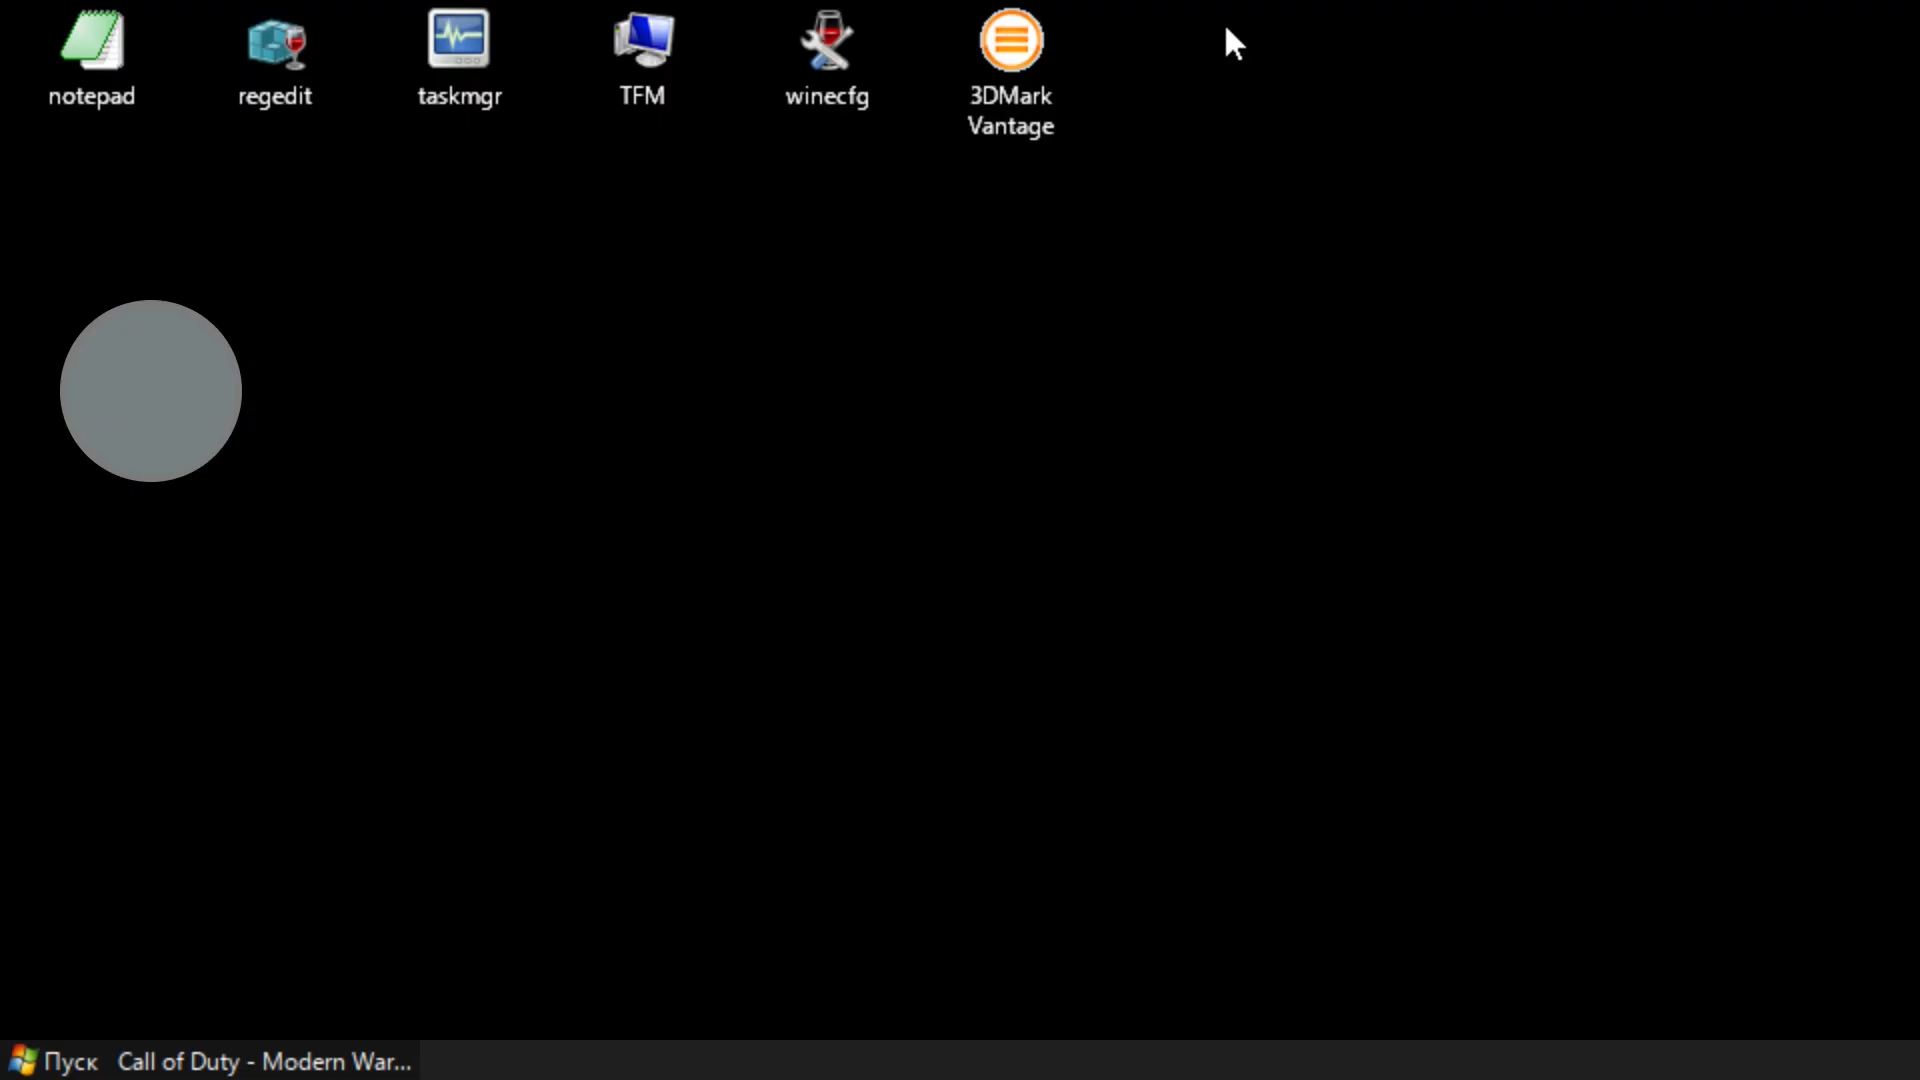 notepad
regedit
taskmgr
TFM
winecfg
3DMark
Vantage
Пуск
Call of Duty - Modern War...